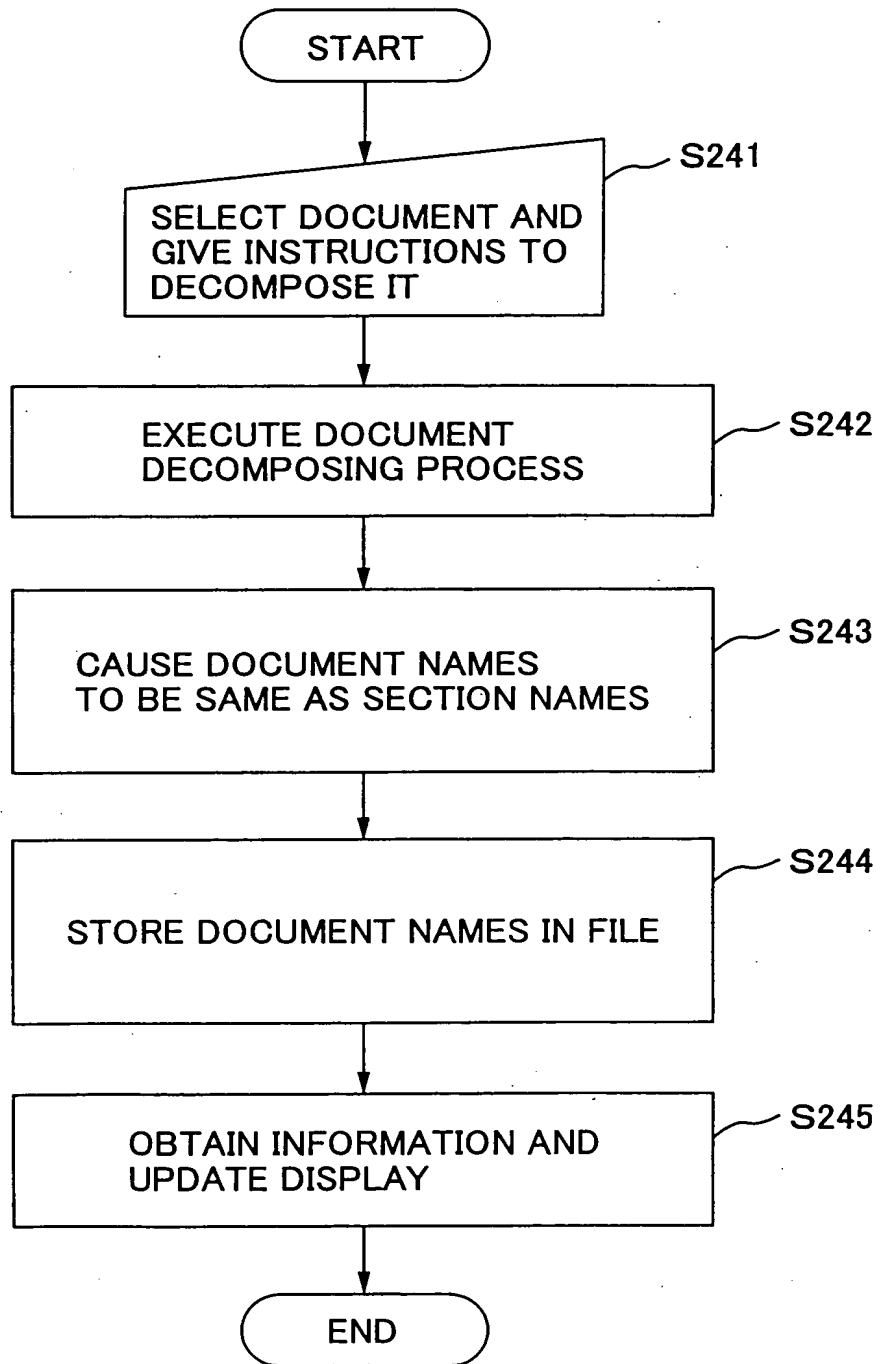 START
S241
SELECT DOCUMENT AND
GIVE INSTRUCTIONS TO
DECOMPOSE IT
S242
EXECUTE DOCUMENT
DECOMPOSING PROCESS
S243
CAUSE DOCUMENT NAMES
TO BE SAME AS SECTION NAMES
S244
STORE DOCUMENT NAMES IN FILE
S245
OBTAIN INFORMATION AND
UPDATE DISPLAY
END